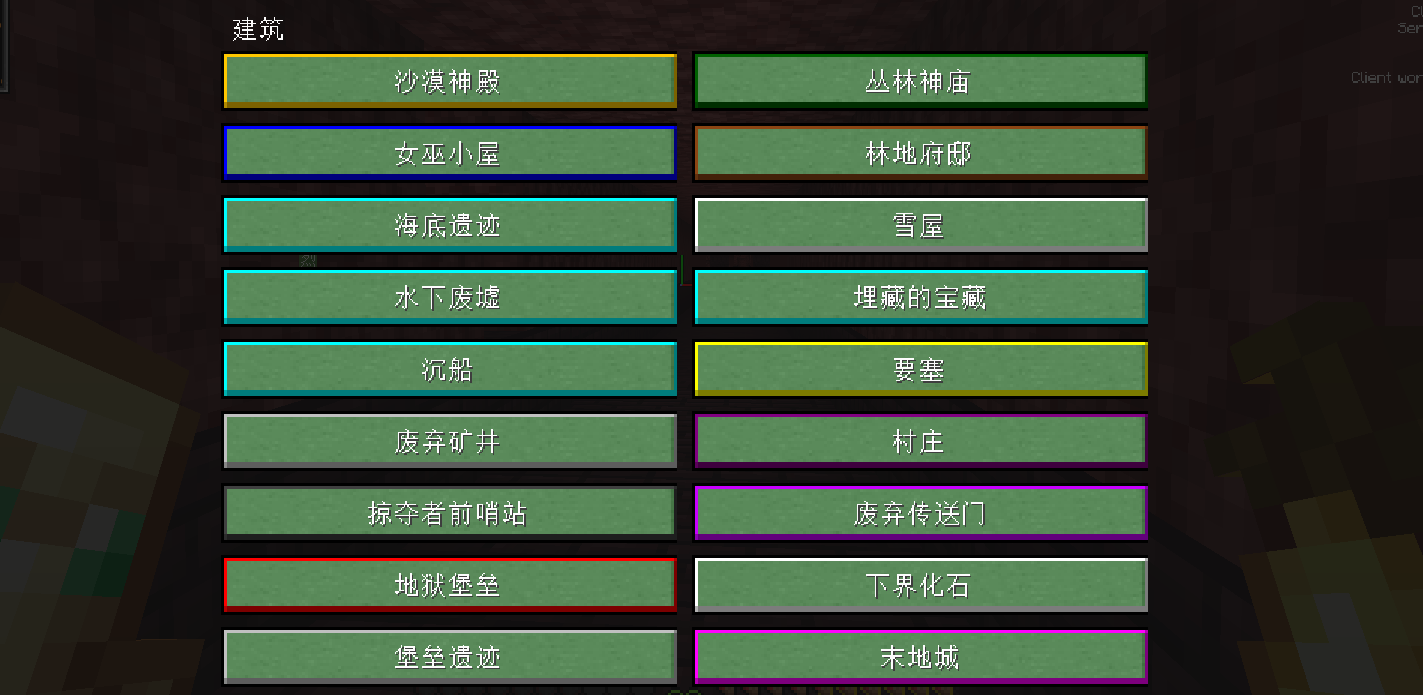 建筑
沙漠神殿
丛林神庙
女巫小屋
林地府邸
海底遗迹
雪屋
水下废墟
埋藏的宝藏
沉船
要塞
废弃矿井
村庄
掠夺者前哨站
废弃传送门
地狱堡垒
下界化石
堡垒遗迹
末地城